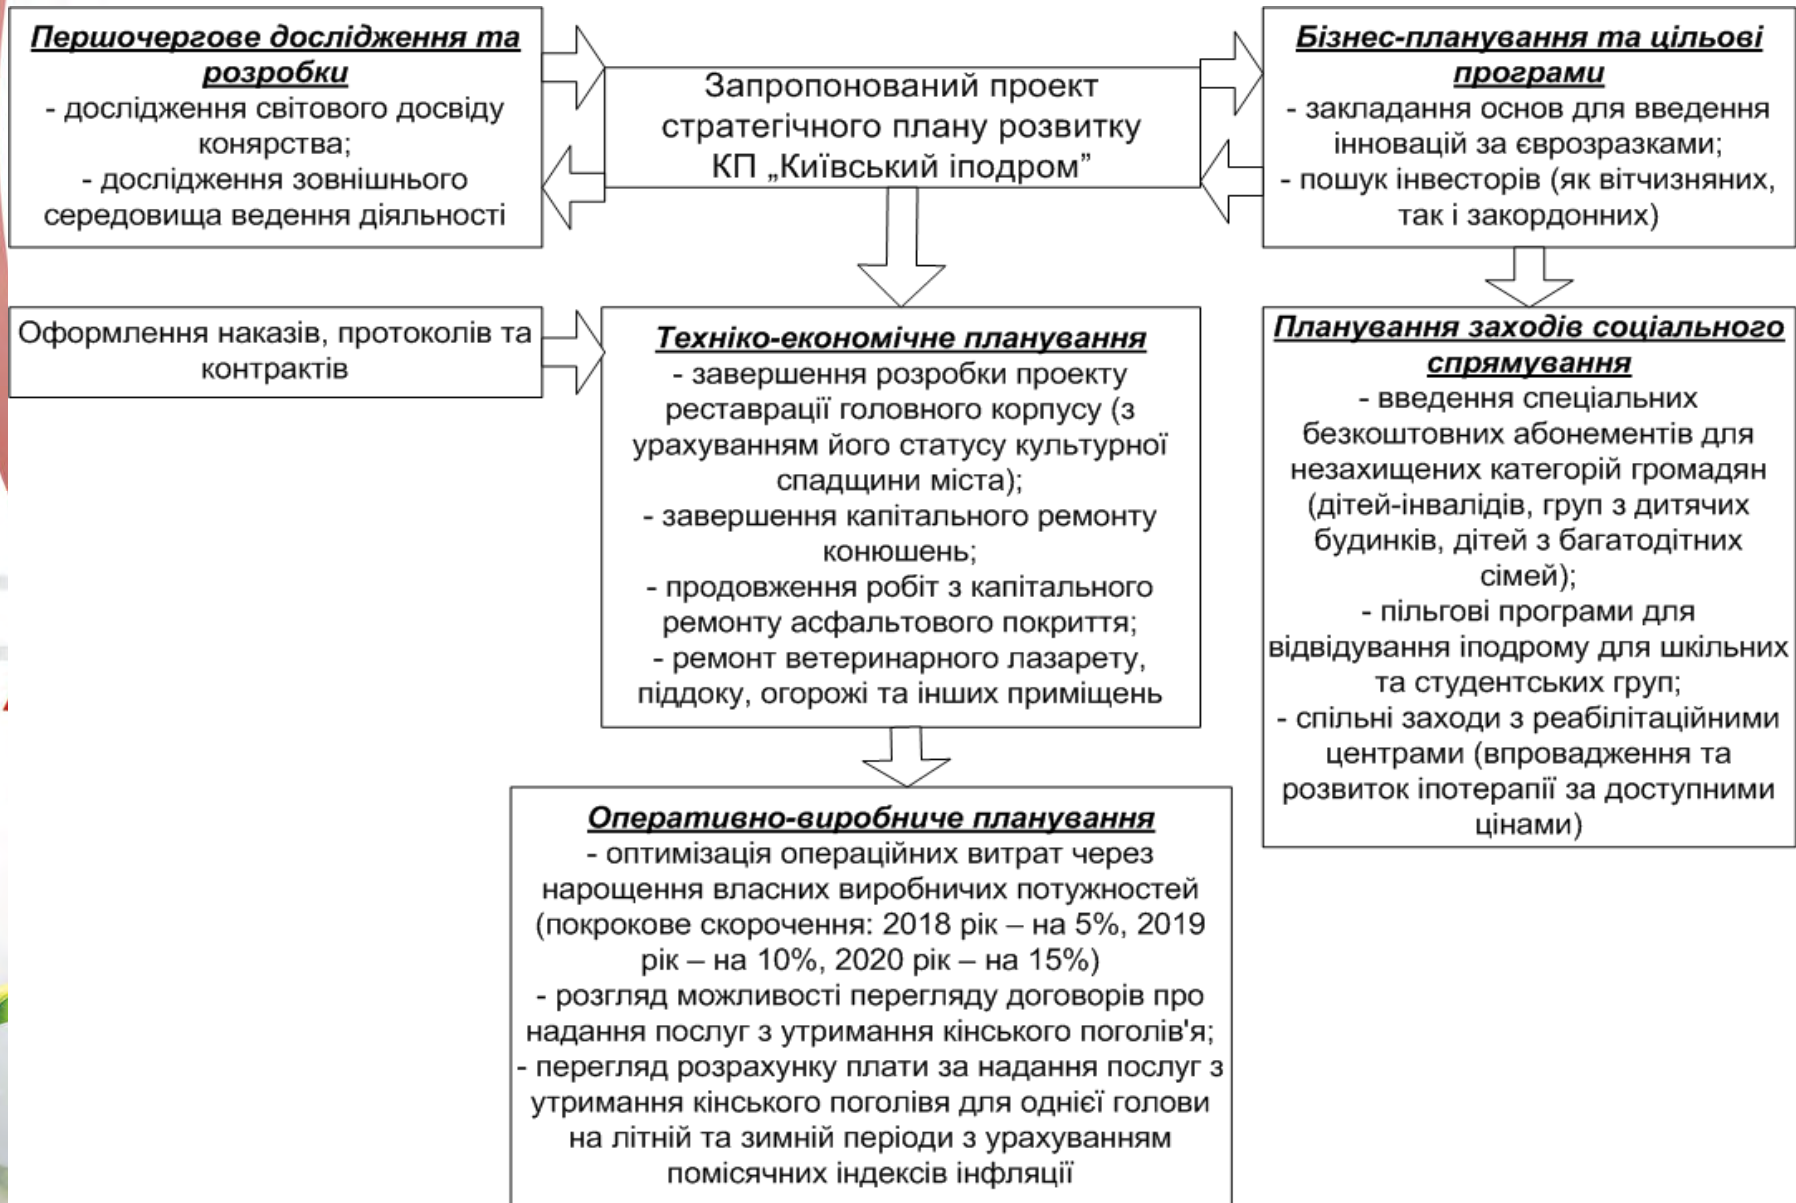 Першочергове дослідження та
розробки
- дослідження світового досвіду
конярства;
- дослідження зовнішнього
середовища ведення діяльності
Запропонований проект
стратегічного плану розвитку
КП „Київський іподром”
Бізнес-планування та цільові
програми
- закладання основ для введення
інновацій за єврозразками;
- пошук інвесторів (як вітчизняних,
так і закордонних)
Оформлення наказів, протоколів та
контрактів
Техніко-економічне планування
- завершення розробки проекту
реставрації головного корпусу (з
урахуванням його статусу культурної
спадщини міста);
- завершення капітального ремонту
конюшень;
- продовження робіт з капітального
ремонту асфальтового покриття;
- ремонт ветеринарного лазарету,
піддоку, огорожі та інших приміщень
Планування заходів соціального
спрямування
- введення спеціальних
безкоштовних абонементів для
незахищених категорій громадян
(дітей-інвалідів, груп з дитячих
будинків, дітей з багатодітних
сімей);
- пільгові програми для
відвідування іподрому для шкільних
та студентських груп;
- спільні заходи з реабілітаційними
центрами (впровадження та
розвиток іпотерапії за доступними
цінами)
Оперативно-виробниче планування
- оптимізація операційних витрат через
нарощення власних виробничих потужностей
(покрокове скорочення: 2018 рік – на 5%, 2019
рік – на 10%, 2020 рік – на 15%)
- розгляд можливості перегляду договорів про
надання послуг з утримання кінського поголів'я;
- перегляд розрахунку плати за надання послуг з
утримання кінського поголівя для однієї голови
на літній та зимній періоди з урахуванням
помісячних індексів інфляції